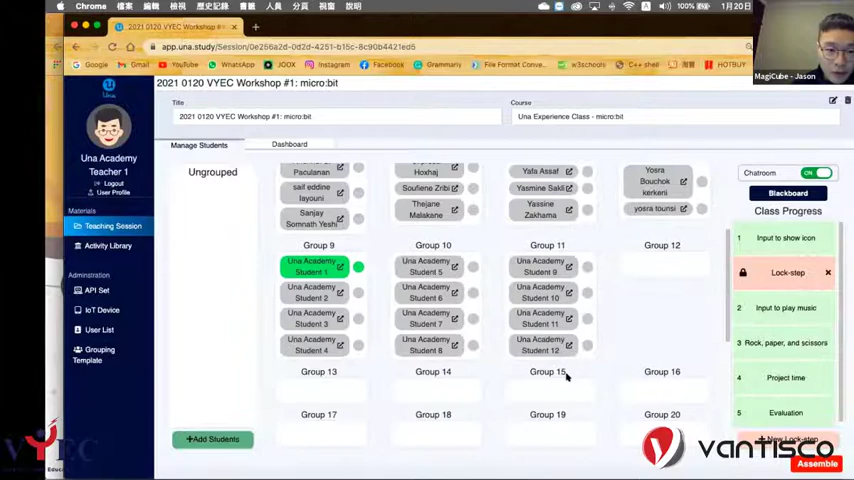 Chrome 檔案 編輯 顯示 歷史記錄 書籤 人員 分頁 視窗 說明 100% 1月20日
2021 0120 VYEC Workshop #
app.una.study/Session/0e256a2d-0d2d-4251-b15c-8c90b4421ed5
Google Gmail YouTube WhatsApp JOOX Instagram Facebook Grammarly File Format Conve... w3schools C++ shell HOTBUY
MagiCube - Jason
Una
2021 0120 VYEC Workshop #1: micro:bit
Title
Course
2021 0120 VYEC Workshop #1: micro:bit
Una Experience Class - micro:bit
Una Academy
Teacher 1
Logout
User Profile
Materials
Teaching Session
Activity Library
Adminstration
API Set
IoT Device
User List
Grouping
Template
Manage Students
Dashboard
Ungrouped
Paculanan
saif eddine
layouni
Sanjay
Somnath Yeshi
Hoxhaj
Soufiene Zribi
Thejane
Malakane
Yafa Assaf
Yasmine Sakli
Yassine
Zakhama
Yosra
Bouchok
kerkeni
yosra tounsi
Group 9
Group 10
Group 11
Group 12
Una Academy
Student 1
Una Academy
Student 5
Una Academy
Student 9
Una Academy
Student 2
Una Academy
Student 6
Una Academy
Student 10
Una Academy
Student 3
Una Academy
Student 7
Una Academy
Student 11
Una Academy
Student 4
Una Academy
Student 8
Una Academy
Student 12
Group 13
Group 14
Group 15
Group 16
Group 17
Group 18
Group 19
Group 20
+Add Students
Chatroom ON
Blackboard
Class Progress
1 Input to show icon
Lock-step ×
2 Input to play music
3 Rock, paper, and scissors
4 Project time
5 Evaluation
+ New Lock-step
Assemble
VYEC
vantisco